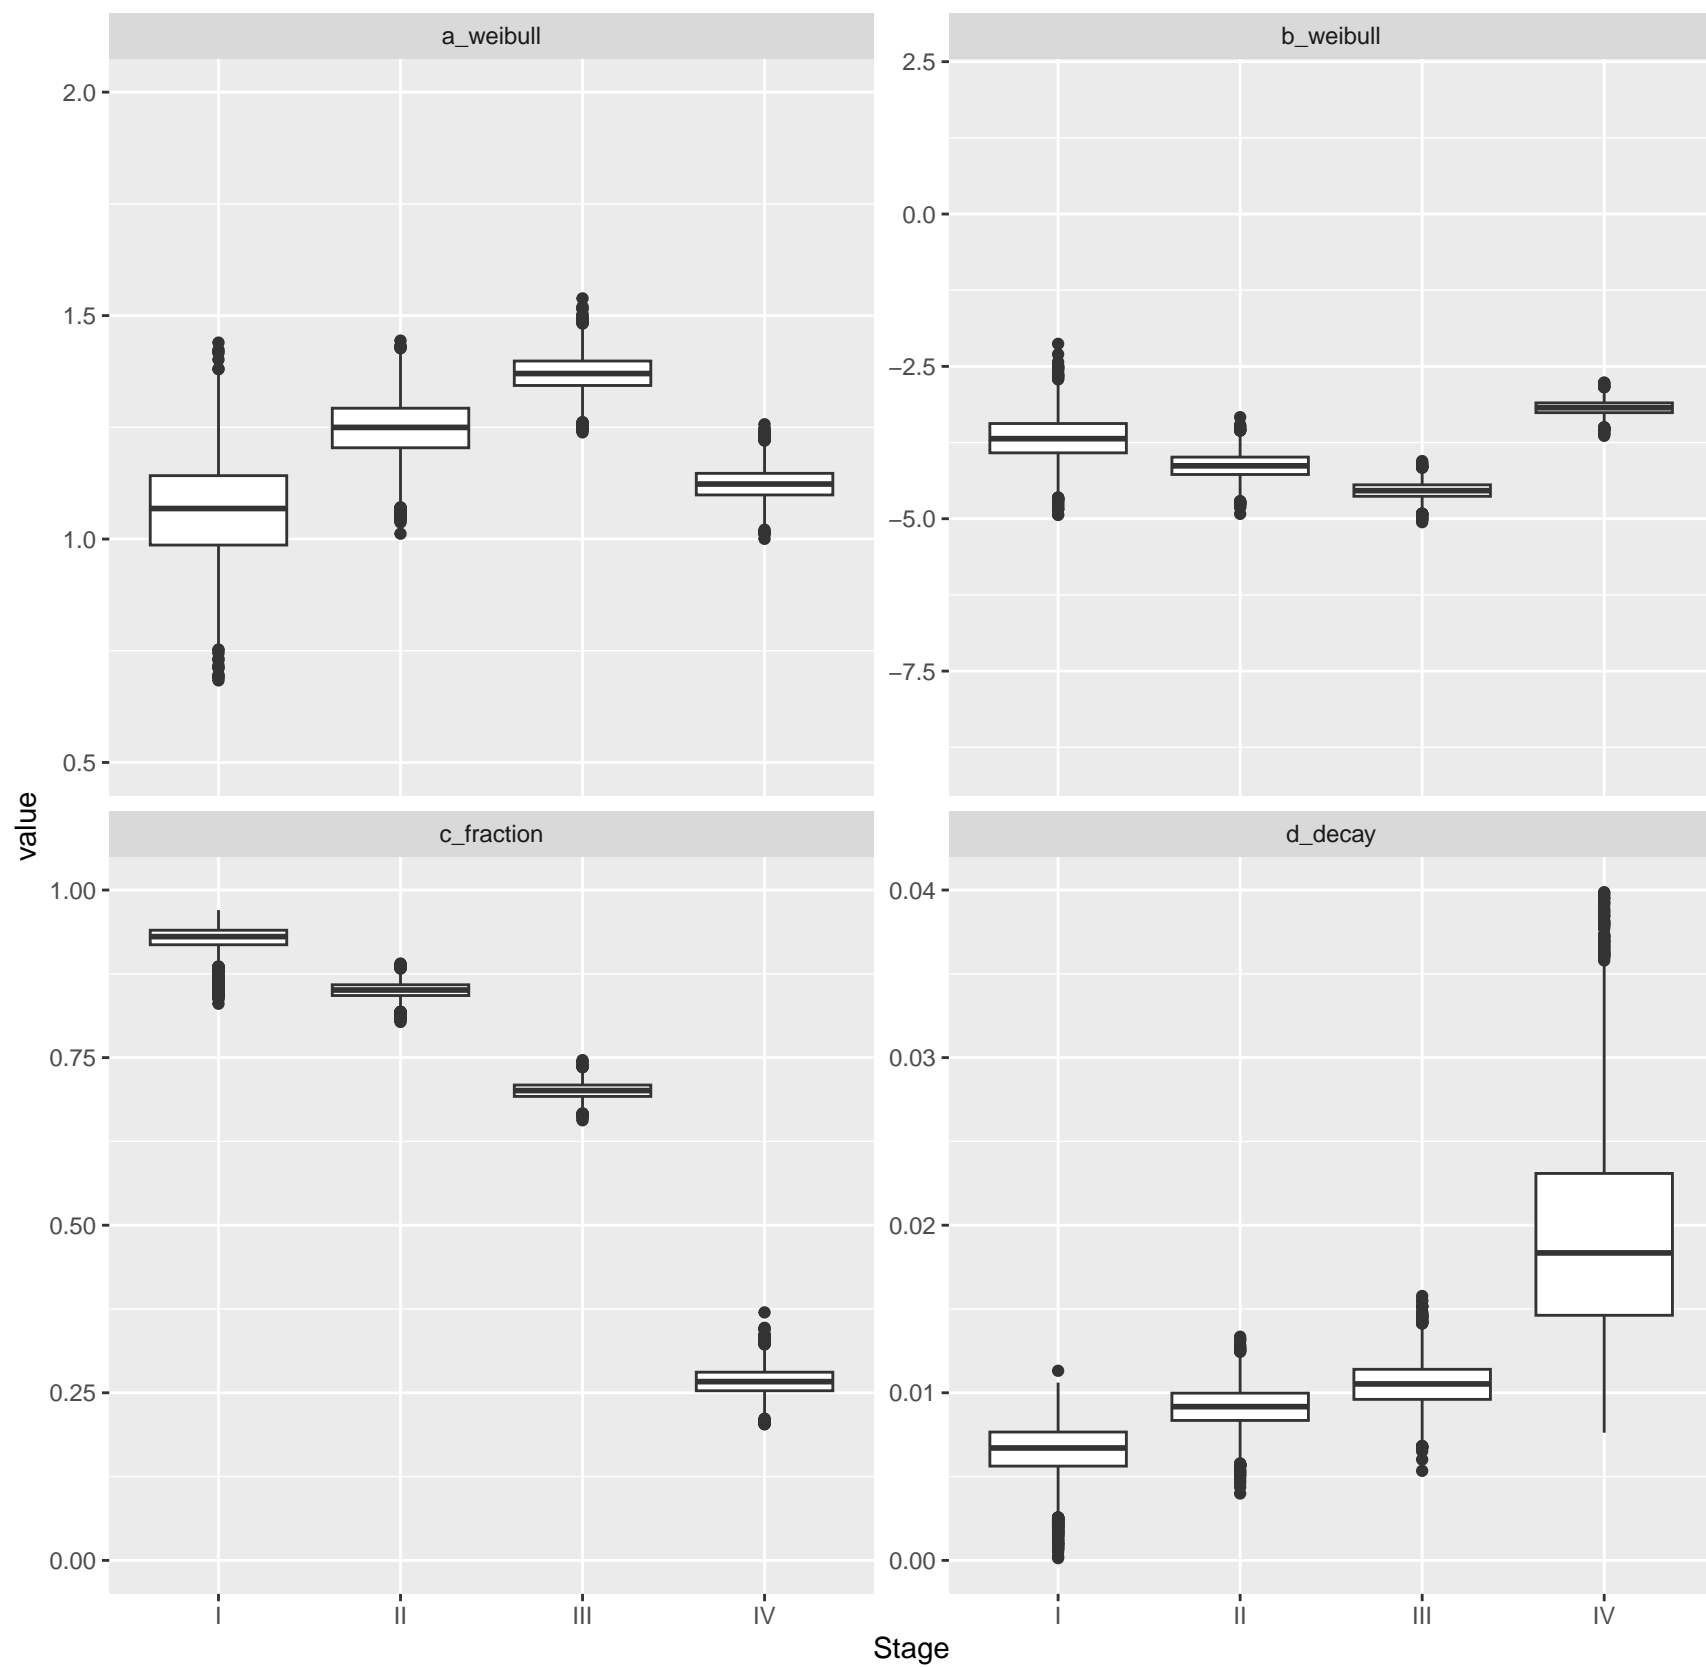 a_weibull
b_weibull
2.0
1.5
1.0
0.5
2.5
0.0
−2.5
−5.0
−7.5
value
c_fraction
d_decay
1.00
0.75
0.50
0.25
0.00
0.04
0.03
0.02
0.01
0.00
I II III IV
I II III IV
Stage